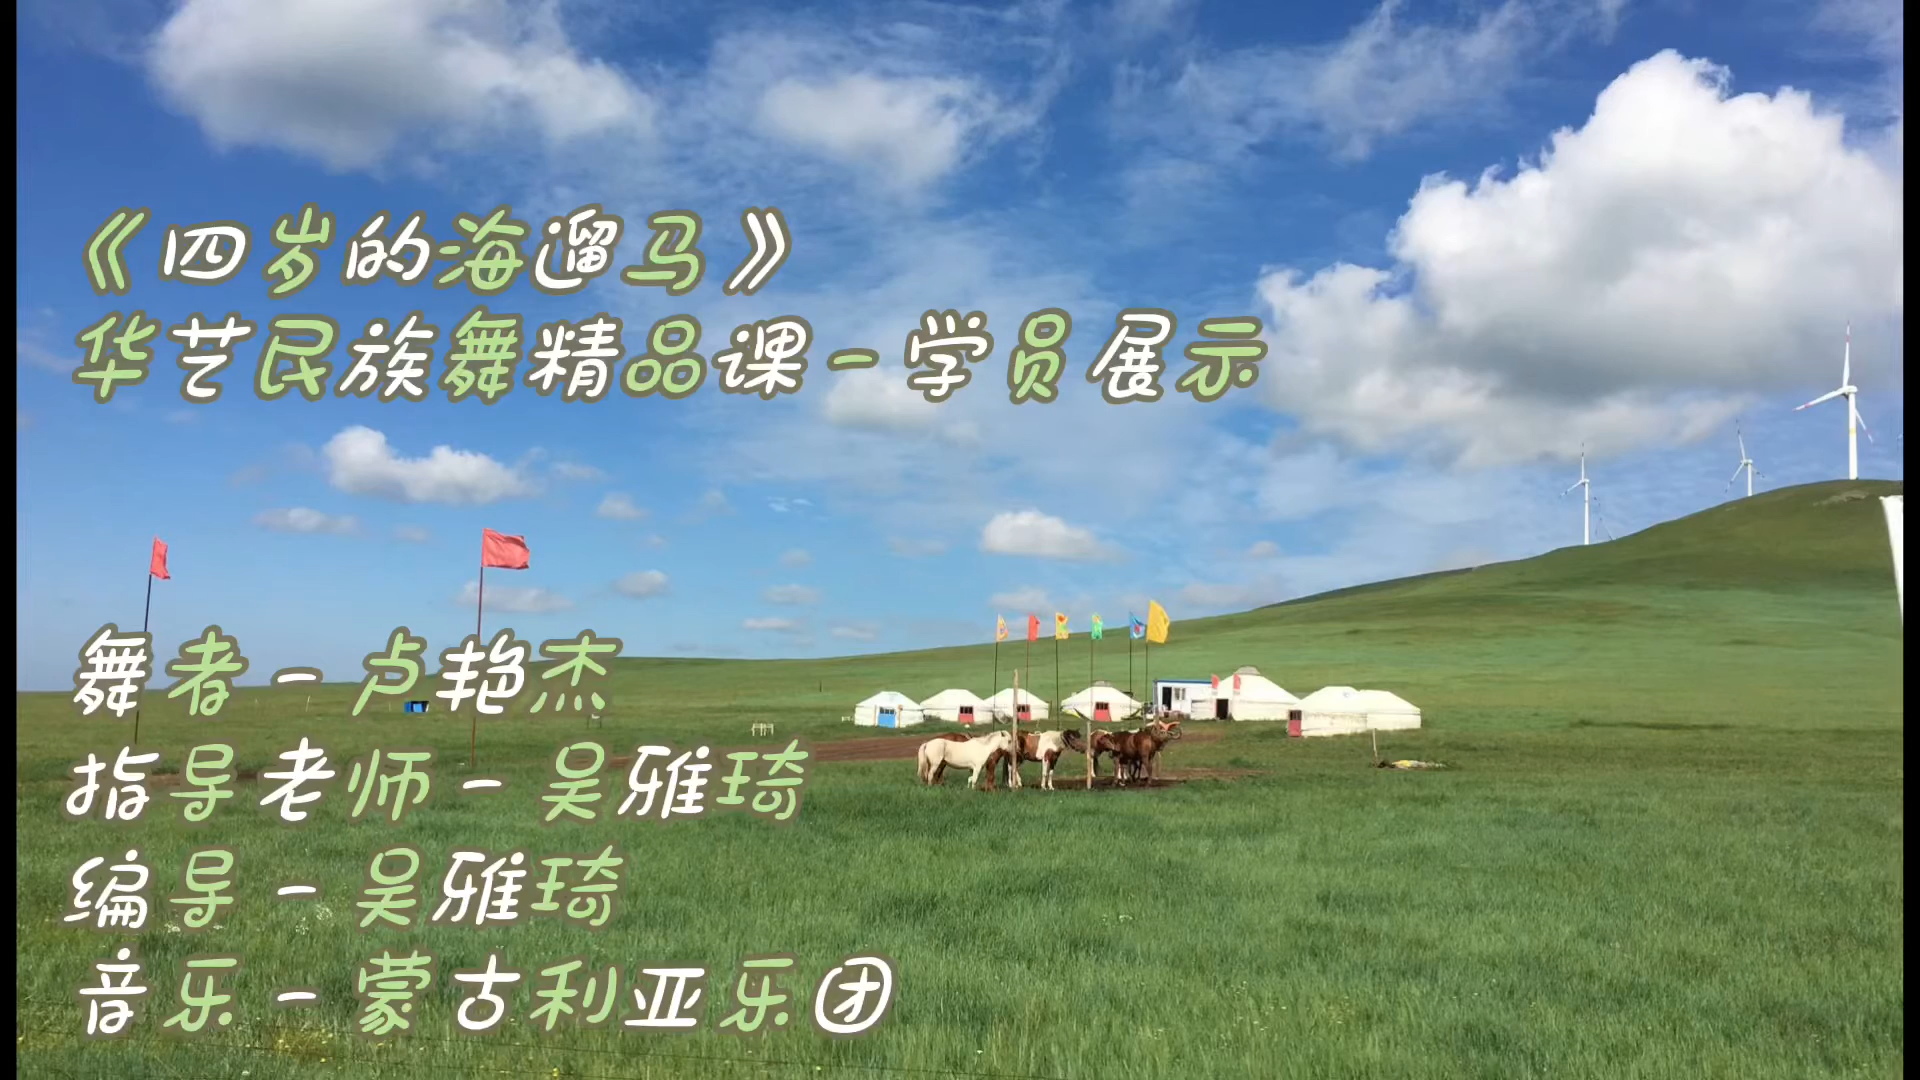 《四岁的海遛马》
华艺民族舞精品课-学员展示
舞者-卢艳杰
指导老师-吴雅琦
编导-吴雅琦
音乐-蒙古利亚乐团